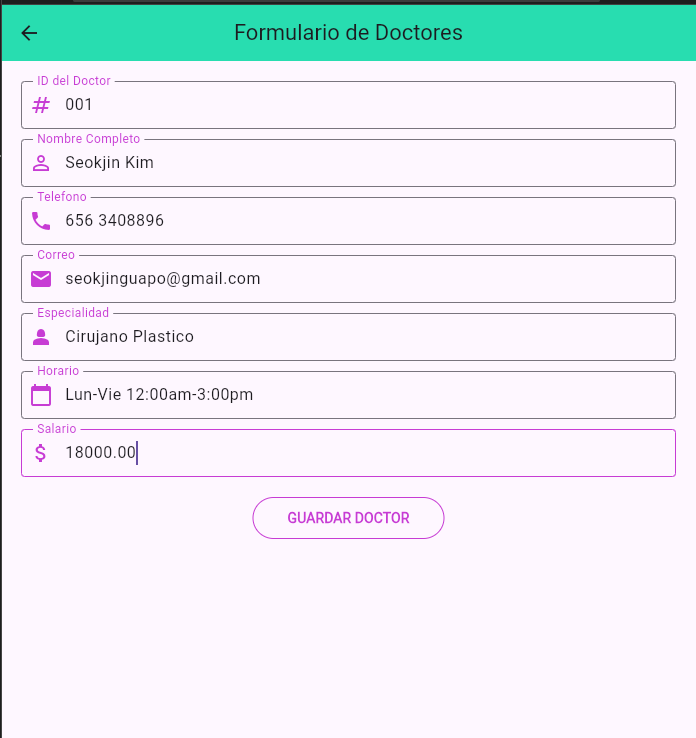 Formulario de Doctores
ID del Doctor
001
Nombre Completo
Seokjin Kim
Telefono
656 3408896
Correo
seokjinguapo@gmail.com
Especialidad
Cirujano Plastico
Horario
Lun-Vie 12:00am-3:00pm
Salario
18000.00
GUARDAR DOCTOR